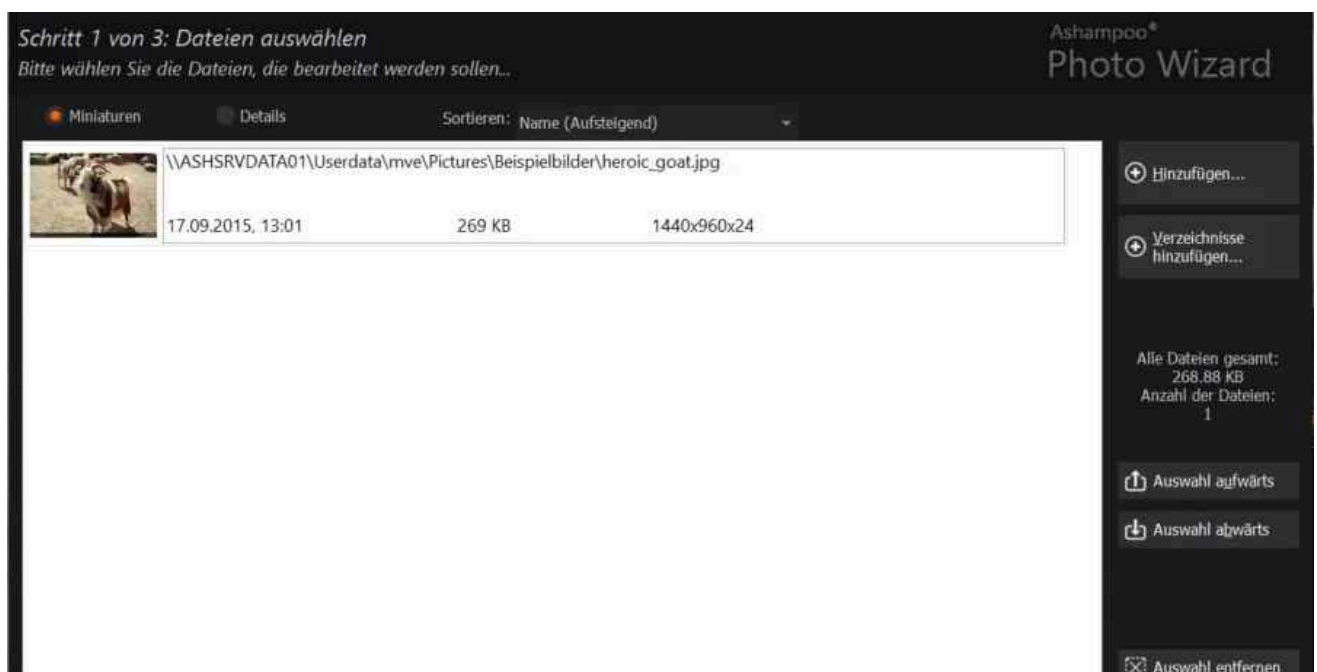 Schritt 1 von 3: Dateien auswählen
Bitte wählen Sie die Dateien, die bearbeitet werden sollen...
Ashampoo®
Photo Wizard
Miniaturen
Details
Sortieren:
Name (Aufsteigend)
\\ASHSRVDATA01\Userdata\mve\Pictures\Beispielbilder\heroic_goat.jpg
17.09.2015, 13:01
269 KB
1440x960x24
Hinzufügen...
Verzeichnisse
hinzufügen...
Alle Dateien gesamt:
268.88 KB
Anzahl der Dateien:
1
Auswahl aufwärts
Auswahl abwärts
Auswahl entfernen